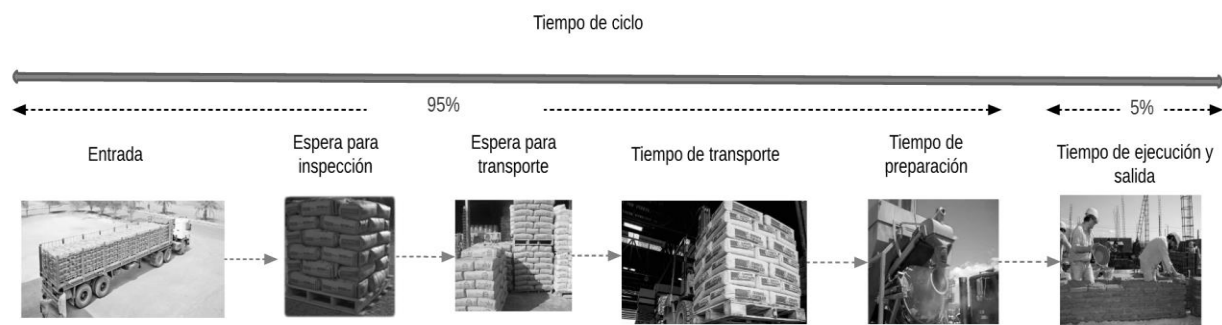 Tiempo de ciclo
95%
5%
Entrada
Espera para
inspección
Espera para
transporte
Tiempo de transporte
Tiempo de
preparación
Tiempo de ejecución y
salida